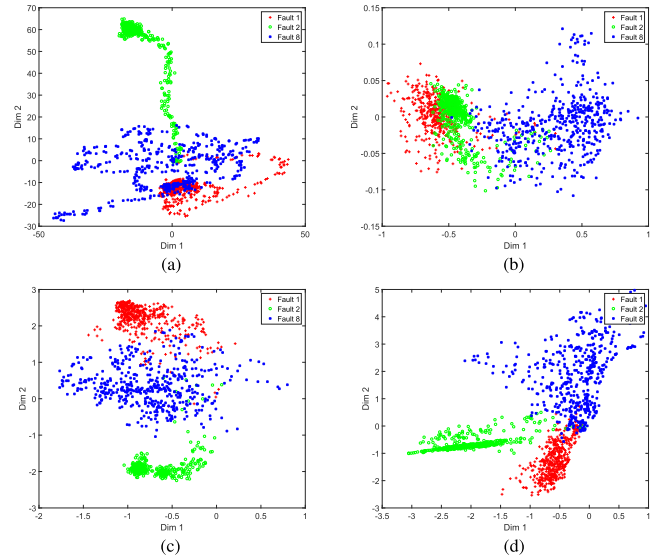 70
60
50
40
30
20
10
0
-10
-20
-30
-50
0
50
Dim 2
Dim 1
Fault 1
Fault 2
Fault 8
(a)
0.15
0.1
0.05
0
-0.05
-0.1
-0.15
-1
-0.5
0
0.5
1
Dim 2
Dim 1
Fault 1
Fault 2
Fault 8
(b)
3
2
1
0
-1
-2
-3
-2
-1.5
-1
-0.5
0
0.5
1
Dim 2
Dim 1
Fault 1
Fault 2
Fault 8
(c)
5
4
3
2
1
0
-1
-2
-3
-3.5
-3
-2.5
-2
-1.5
-1
-0.5
0
0.5
1
Dim 2
Dim 1
Fault 1
Fault 2
Fault 8
(d)